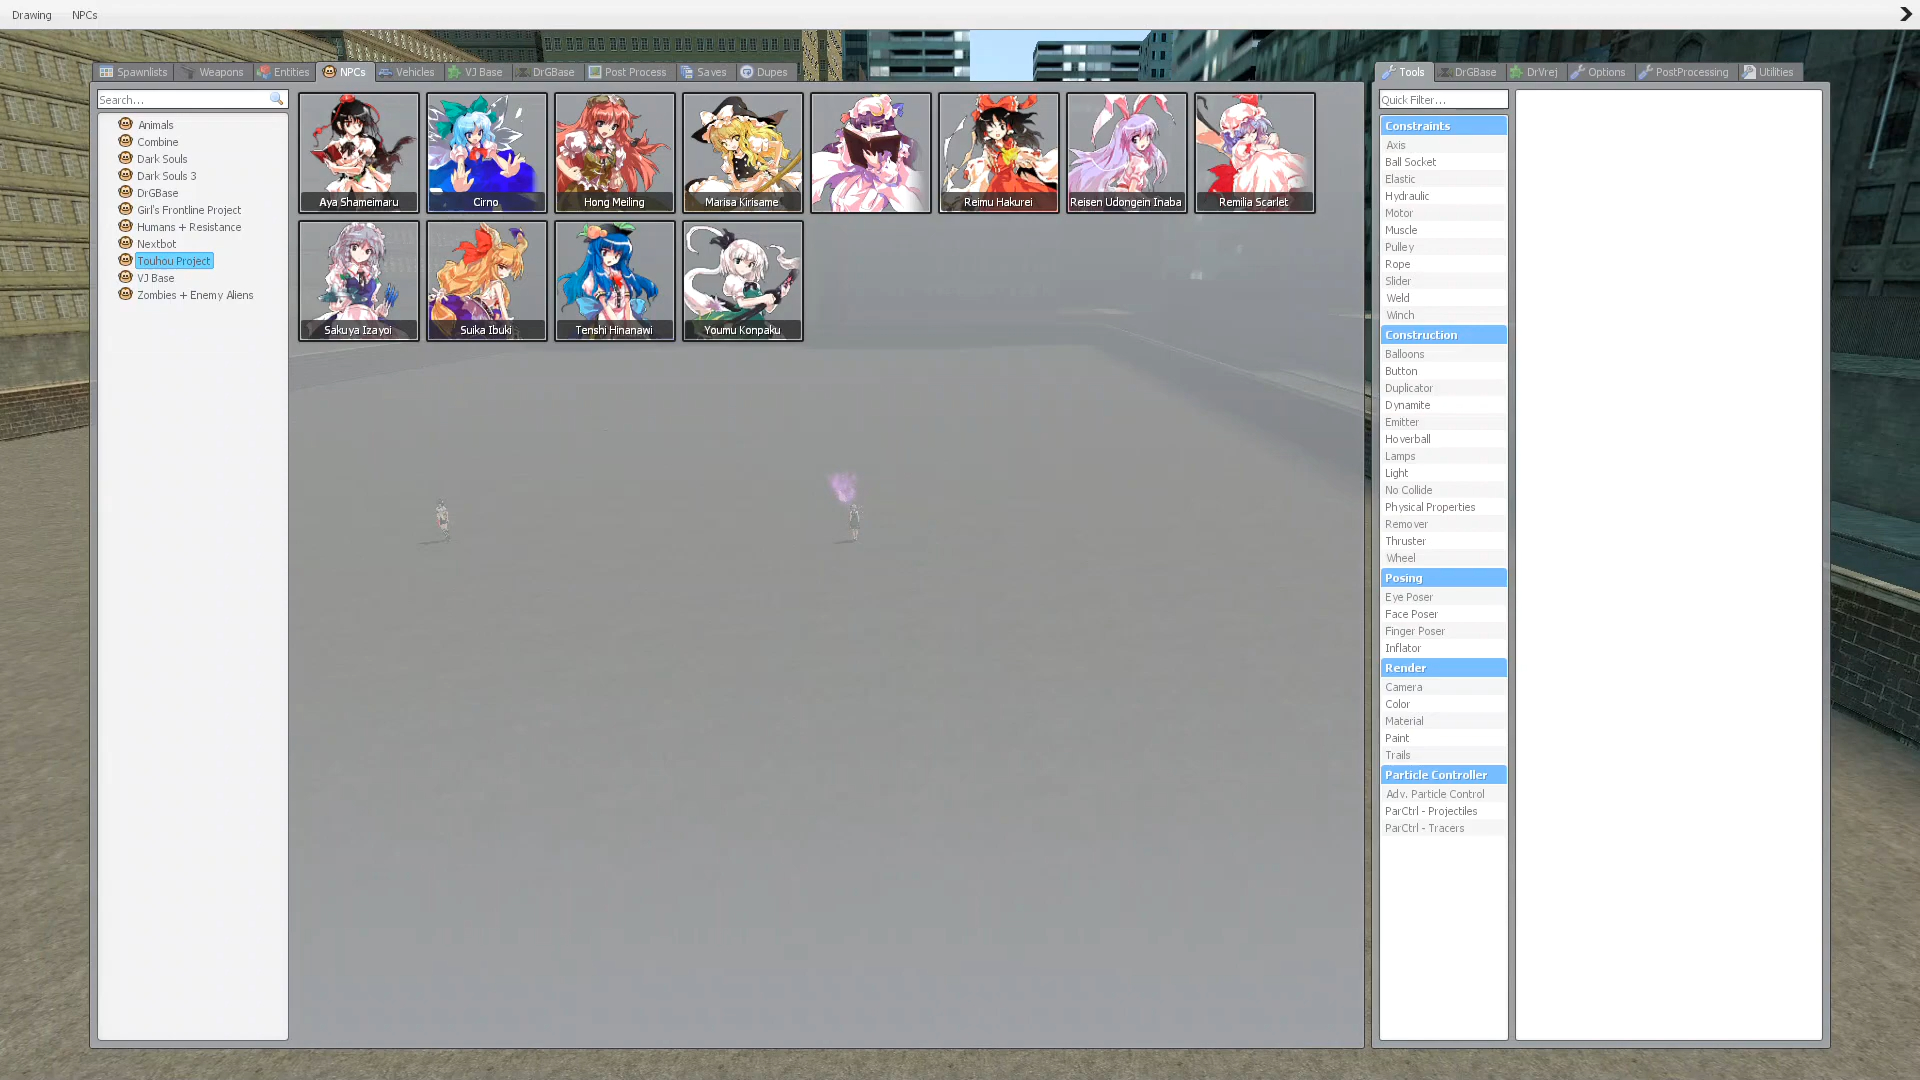 Drawing NPCs
Spawnlists Weapons Entities NPCs Vehicles VJ Base DrGBase Post Process Saves Dupes
Search...
Animals
Combine
Dark Souls
Dark Souls 3
DrGBase
Girl's Frontline Project
Humans + Resistance
Nextbot
Touhou Project
VJ Base
Zombies + Enemy Aliens
Aya Shameimaru
Cirno
Hong Meiling
Marisa Kirisame
Reimu Hakurei
Reisen Udongein Inaba
Remilia Scarlet
Sakuya Izayoi
Suika Ibuki
Tenshi Hinanawi
Youmu Konpaku
Tools DrGBase DrVrej Options PostProcessing Utilities
Quick Filter...
Constraints
Axis
Ball Socket
Elastic
Hydraulic
Motor
Muscle
Pulley
Rope
Slider
Weld
Winch
Construction
Balloons
Button
Duplicator
Dynamite
Emitter
Hoverball
Lamps
Light
No Collide
Physical Properties
Remover
Thruster
Wheel
Posing
Eye Poser
Face Poser
Finger Poser
Inflator
Render
Camera
Color
Material
Paint
Trails
Particle Controller
Adv. Particle Control
ParCtrl - Projectiles
ParCtrl - Tracers